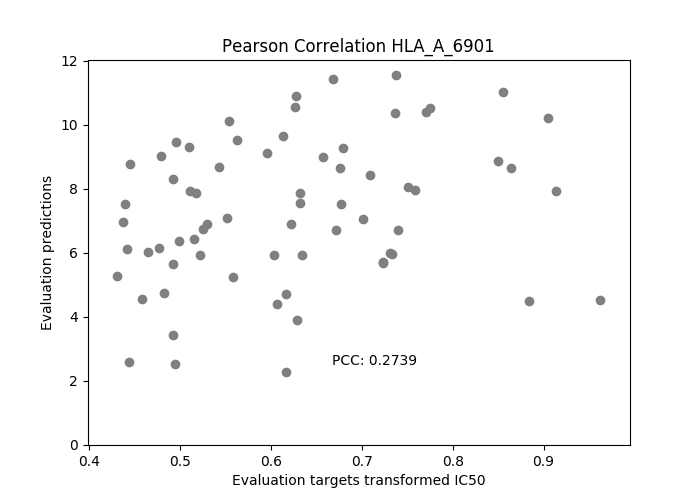 Pearson Correlation HLA_A_6901
Evaluation predictions
12
10
8
6
4
2
0
PCC: 0.2739
0.4 0.5 0.6 0.7 0.8 0.9
Evaluation targets transformed IC50